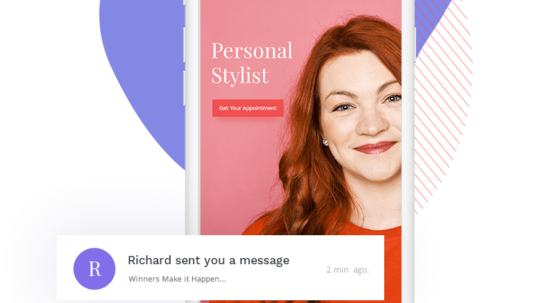 Personal
Stylist
Get Your Appointment
R
Richard sent you a message
2 min ago.
Winners Make it Happen...